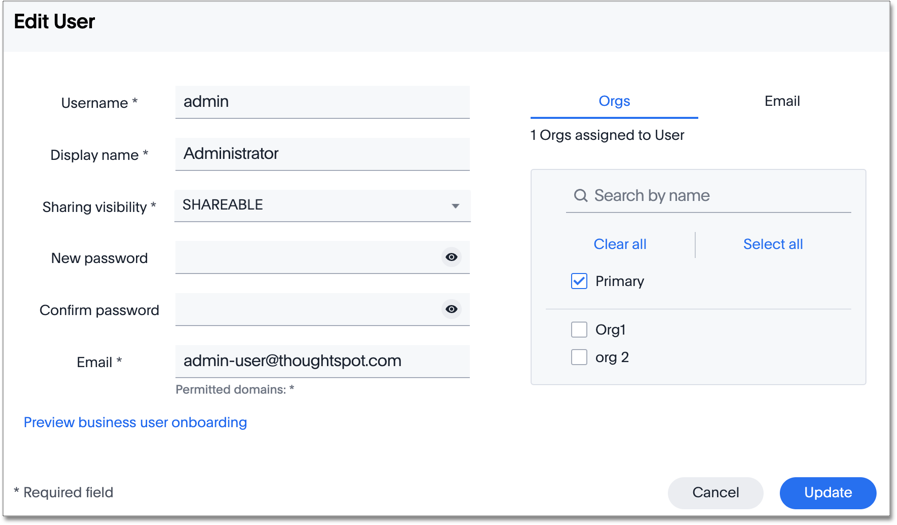 Edit User
Username *
admin
Display name *
Administrator
Sharing visibility *
SHAREABLE
New password
Confirm password
Email *
admin-user@thoughtspot.com
Permitted domains: *
Preview business user onboarding
Orgs
Email
1 Orgs assigned to User
Search by name
Clear all
Select all
Primary
Org1
org 2
* Required field
Cancel
Update